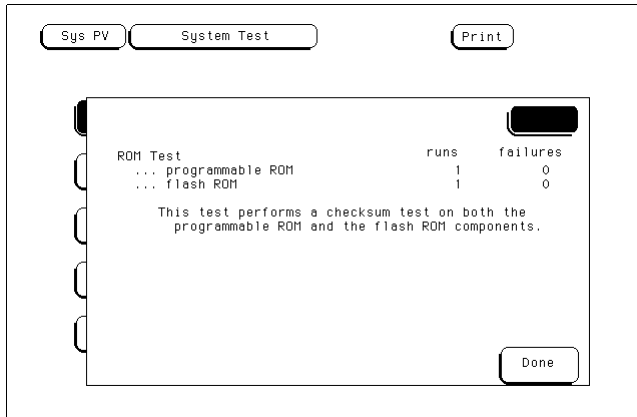 Sys PV System Test Print
runs failures
ROM Test
... programmable ROM 1 0
... flash ROM 1 0
This test performs a checksum test on both the
programmable ROM and the flash ROM components.
Done